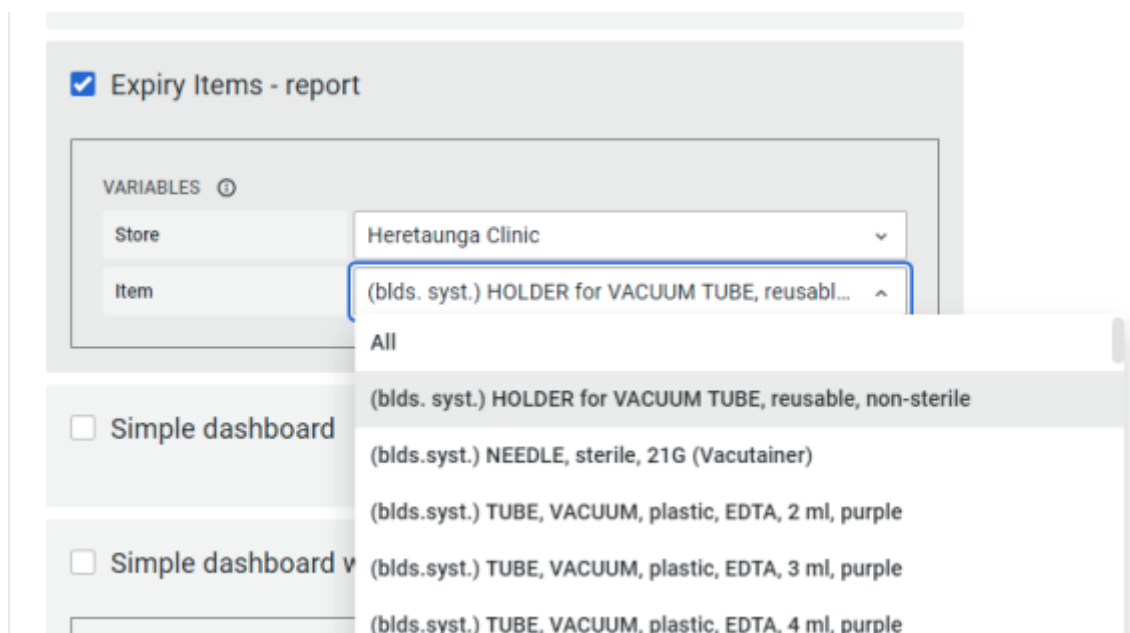 Expiry Items - report
VARIABLES
Store
Heretaunga Clinic
Item
(blds. syst.) HOLDER for VACUUM TUBE, reusabl...
All
(blds. syst.) HOLDER for VACUUM TUBE, reusable, non-sterile
Simple dashboard
(blds.syst.) NEEDLE, sterile, 21G (Vacutainer)
(blds.syst.) TUBE, VACUUM, plastic, EDTA, 2 ml, purple
Simple dashboard w
(blds.syst.) TUBE, VACUUM, plastic, EDTA, 3 ml, purple
(blds.syst.) TUBE, VACUUM, plastic, EDTA, 4 ml, purple